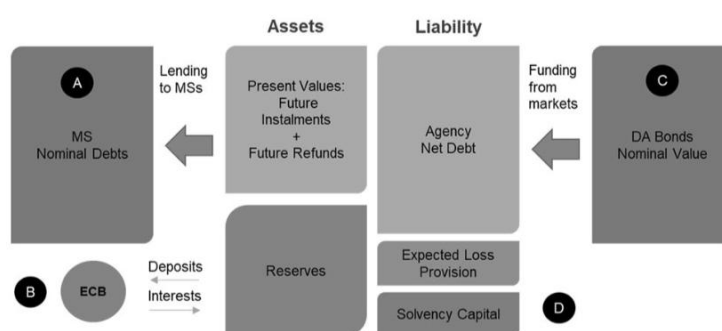 Assets
Liability
A
Lending
to MSs
MS
Nominal Debts
Present Values:
Future
Instalments
+
Future Refunds
Agency
Net Debt
Funding
from
markets
C
DA Bonds
Nominal Value
B
ECB
Deposits
Interests
Reserves
Expected Loss
Provision
Solvency Capital
D